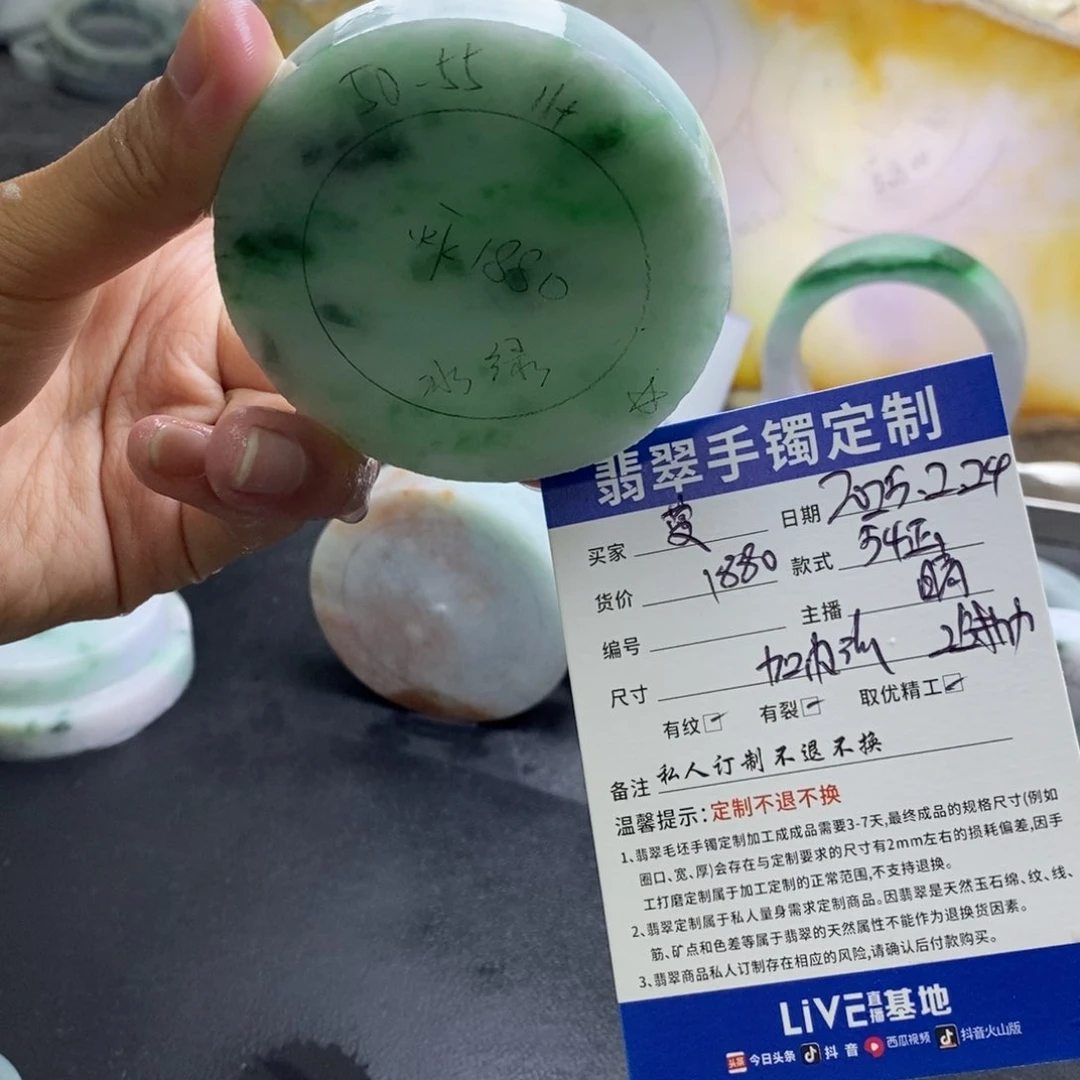 50-55 11+
1880
水绿
翡翠手镯定制
买家 日期 2025.2.24
货价 1880 款式 54正
编号 主播 晴
尺寸 加内弘
有纹 有裂 取优精工
备注 私人订制不退不换
温馨提示:定制不退不换
1、翡翠毛坯手镯定制加工成成品需要3-7天,最终成品的规格尺寸(例如
圈口、宽、厚)会存在与定制要求的尺寸有2mm左右的损耗偏差,因手
工打磨定制属于加工定制的正常范围,不支持退换。
2、翡翠定制属于私人量身需求定制商品。因翡翠是天然玉石绵、纹、线、
筋、矿点和色差等属于翡翠的天然属性不能作为退换货因素。
3、翡翠商品私人订制存在相应的风险,请确认后付款购买。
LiVE直播基地
头条 今日头条 抖音 西瓜视频 抖音火山版